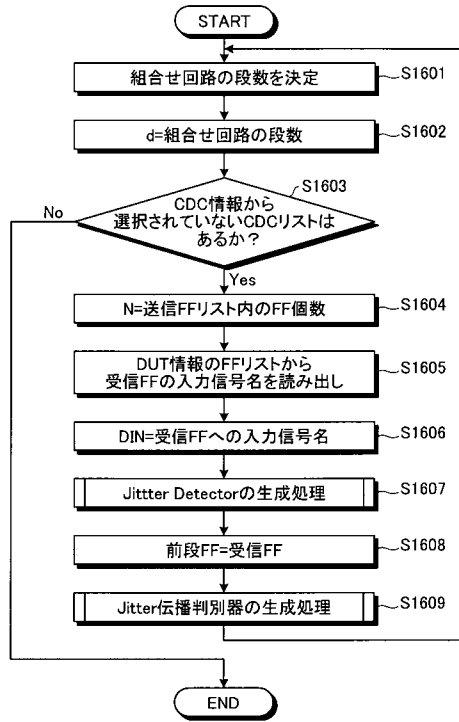 START
組合せ回路の段数を決定
S1601
d=組合せ回路の段数
S1602
S1603
CDC情報から
選択されていないCDCリストは
あるか？
No
Yes
N=送信FFリスト内のFF個数
S1604
DUT情報のFFリストから
受信FFの入力信号名を読み出し
S1605
DIN=受信FFへの入力信号名
S1606
Jittter Detectorの生成処理
S1607
前段FF=受信FF
S1608
Jitter伝播判別器の生成処理
S1609
END